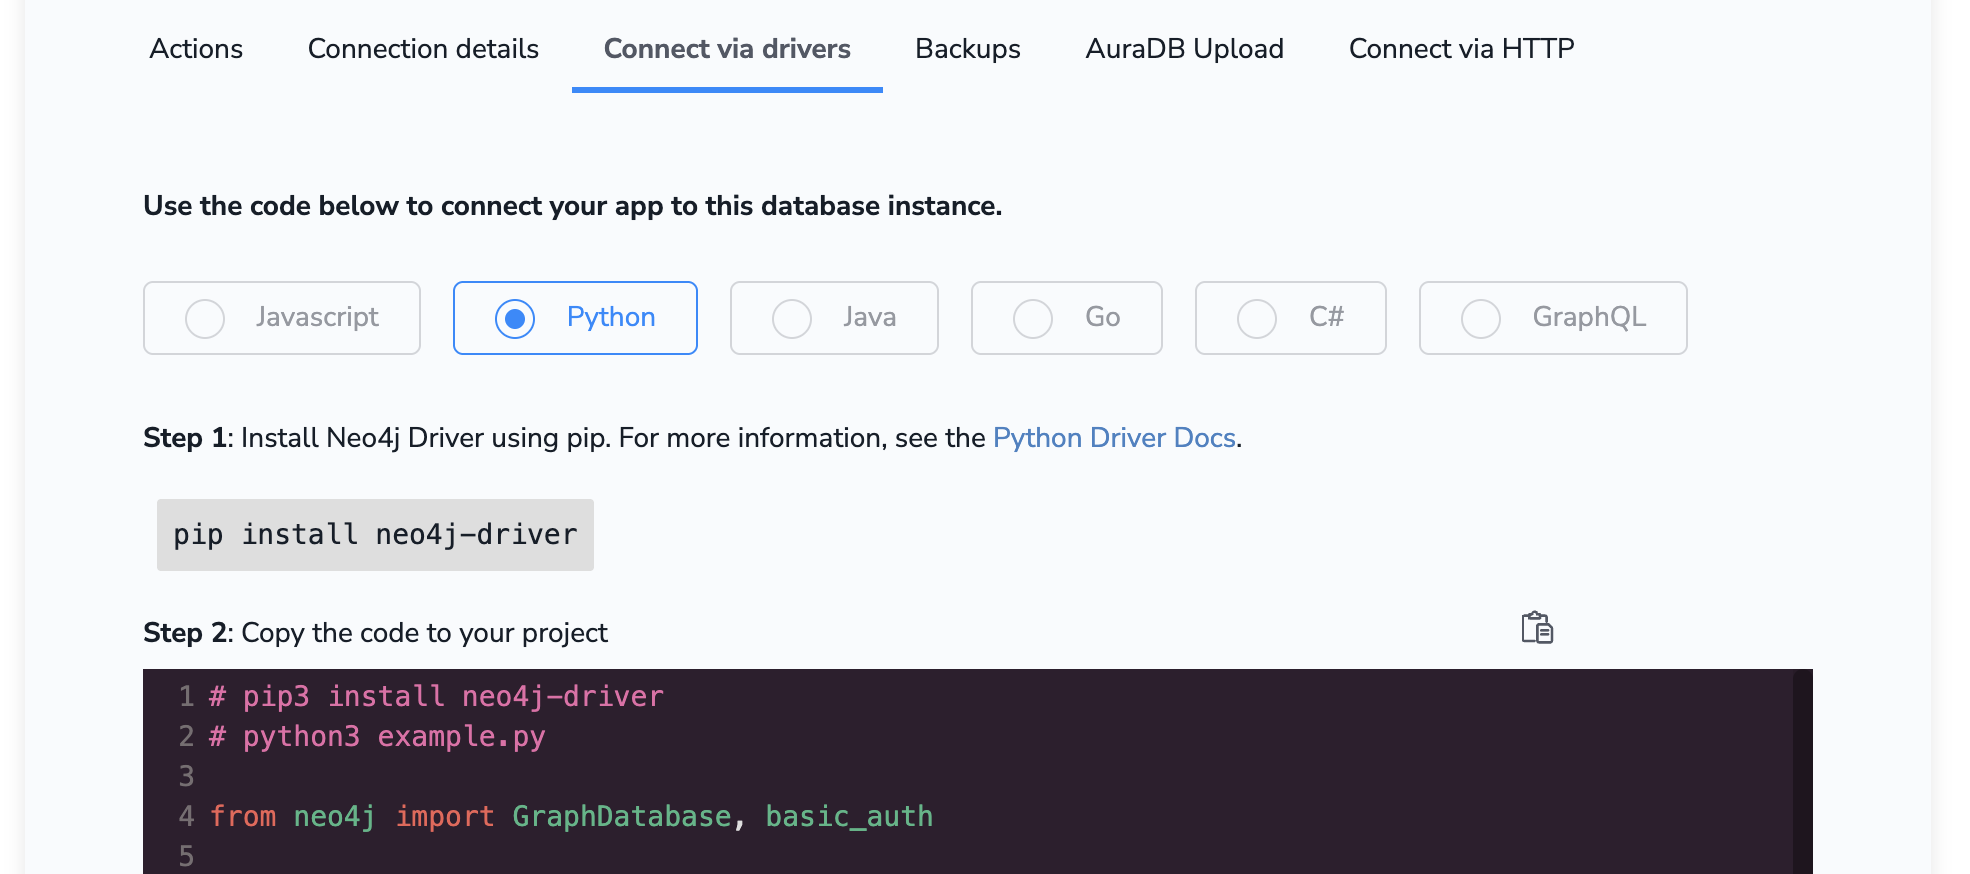 Actions Connection details Connect via drivers Backups AuraDB Upload Connect via HTTP
Use the code below to connect your app to this database instance.
Javascript Python Java Go C# GraphQL
Step 1: Install Neo4j Driver using pip. For more information, see the Python Driver Docs.
pip install neo4j-driver
Step 2: Copy the code to your project
1 # pip3 install neo4j-driver
2 # python3 example.py
3
4 from neo4j import GraphDatabase, basic_auth
5